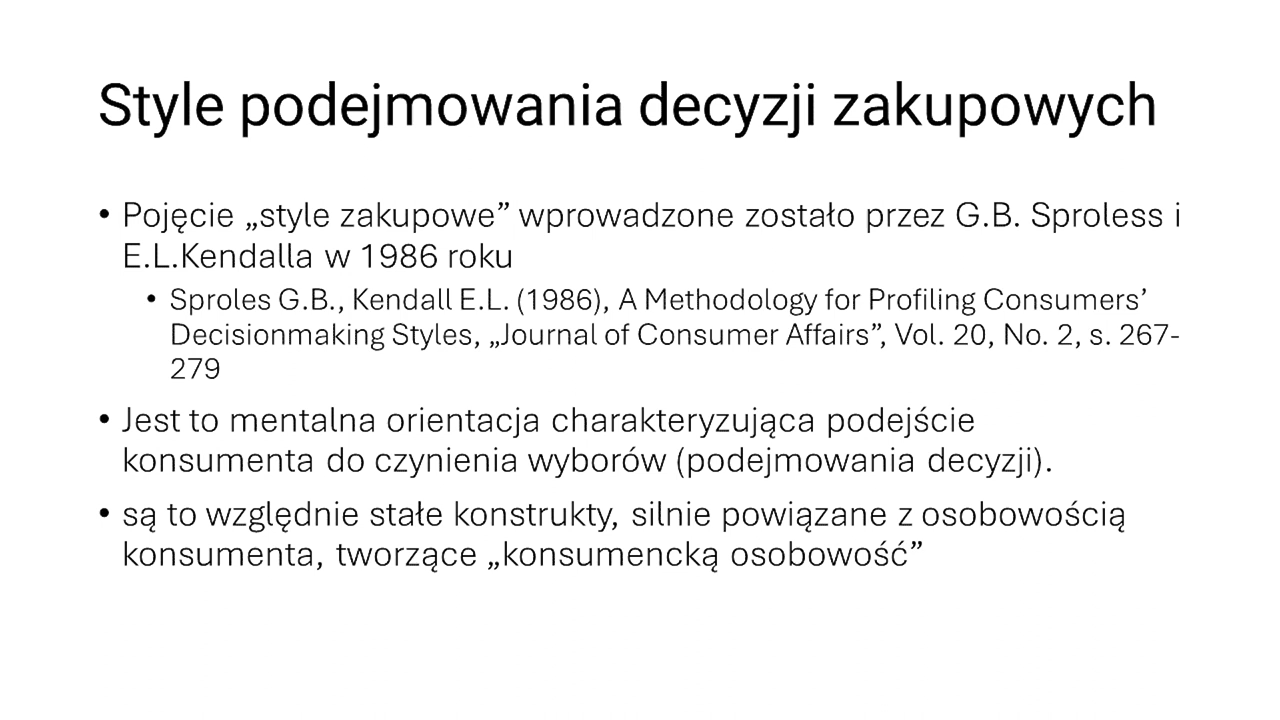 Style podejmowania decyzji zakupowych
• Pojęcie „style zakupowe” wprowadzone zostało przez G.B. Sproless i
E.L.Kendalla w 1986 roku
• Sproles G.B., Kendall E.L. (1986), A Methodology for Profiling Consumers’
Decisionmaking Styles, „Journal of Consumer Affairs”, Vol. 20, No. 2, s. 267-
279
• Jest to mentalna orientacja charakteryzująca podejście
konsumenta do czynienia wyborów (podejmowania decyzji).
• są to względnie stałe konstrukty, silnie powiązane z osobowością
konsumenta, tworzące „konsumencką osobowość”